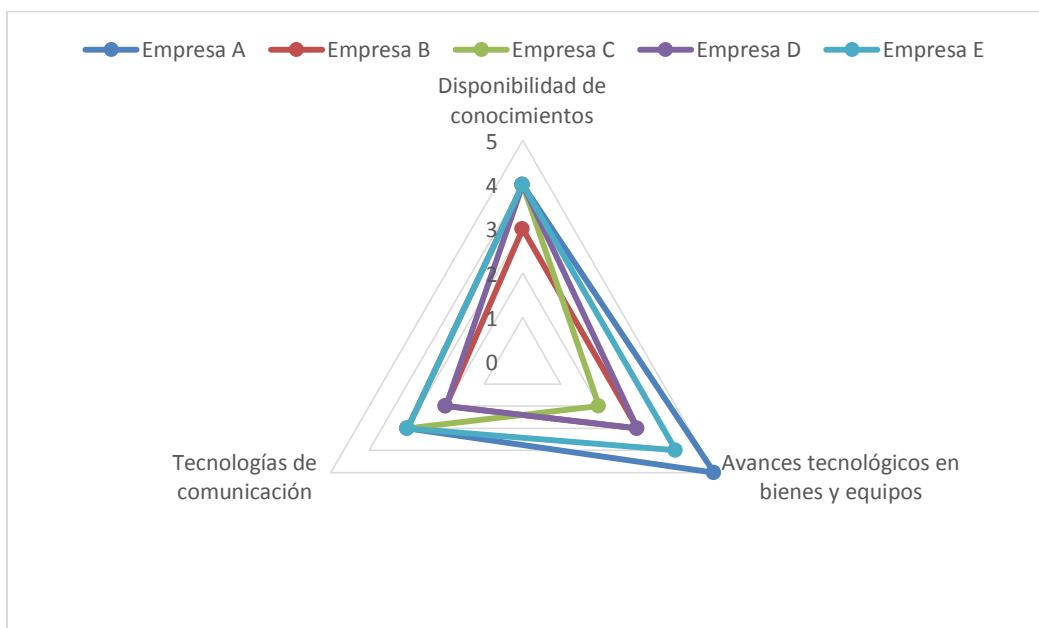 Empresa A Empresa B Empresa C Empresa D Empresa E
Disponibilidad de
conocimientos
5
4
3
2
1
0
Tecnologías de
comunicación
Avances tecnológicos en
bienes y equipos